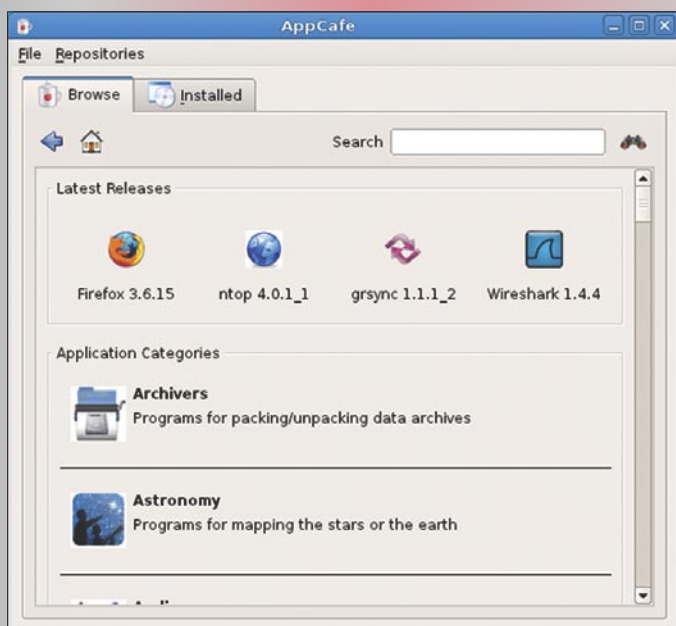 AppCafe
File Repositories
Browse Installed
Search
Latest Releases
Firefox 3.6.15 ntop 4.0.1_1 grsync 1.1.1_2 Wireshark 1.4.4
Application Categories
Archivers
Programs for packing/unpacking data archives
Astronomy
Programs for mapping the stars or the earth